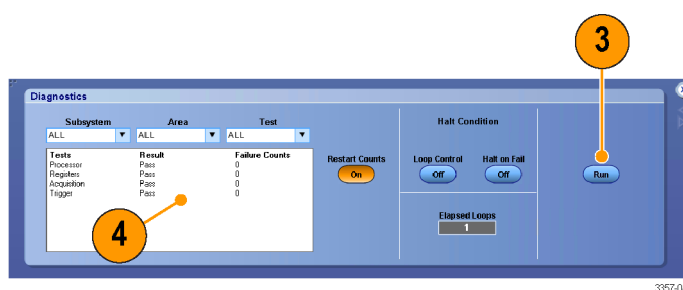 3
Diagnostics
Subsystem Area Test
ALL ALL ALL
Halt Condition
Tests Result Failure Counts
Processor Pass 0
Registers Pass 0
Acquisition Pass 0
Trigger Pass 0
Restart Counts
On
Loop Control Halt on Fail
Off Off
Run
4
Elapsed Loops
1